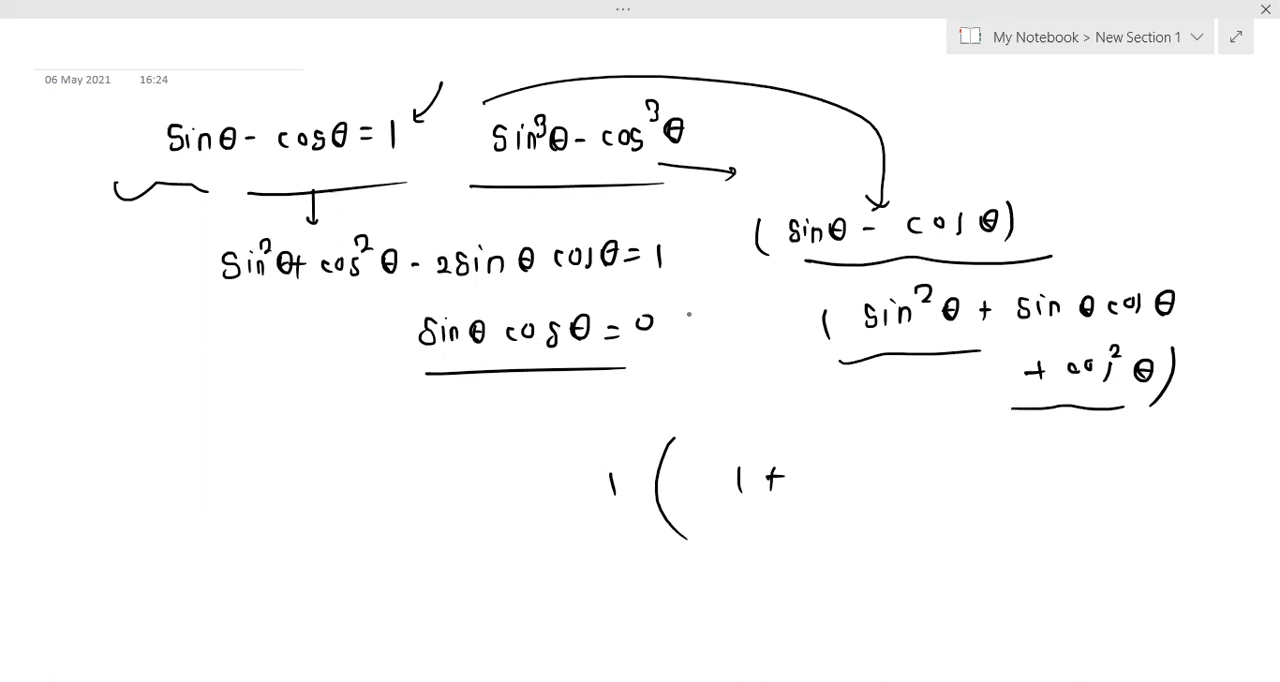 My Notebook > New Section 1
06 May 2021 16:24
sinθ - cosθ = 1 sin³θ - cos³θ
(sinθ - cosθ)
sin²θ + cos²θ - 2sinθ cosθ = 1
(sin²θ + sinθ cosθ
sinθ cosθ = 0
+ cos²θ)
1 ( 1 +